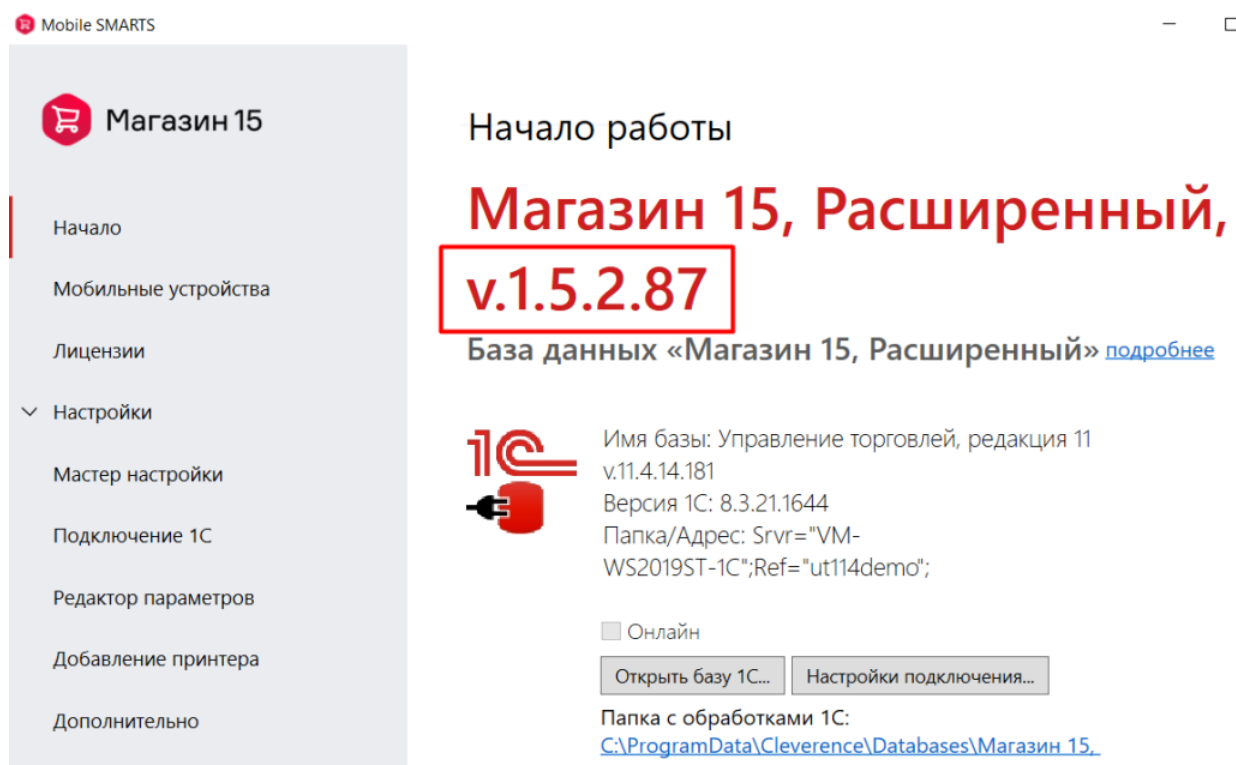 Mobile SMARTS
Магазин 15
Начало
Мобильные устройства
Лицензии
Настройки
Мастер настройки
Подключение 1С
Редактор параметров
Добавление принтера
Дополнительно
Начало работы
Магазин 15, Расширенный,
v.1.5.2.87
База данных «Магазин 15, Расширенный» подробнее
1С
Имя базы: Управление торговлей, редакция 11
v.11.4.14.181
Версия 1С: 8.3.21.1644
Папка/Адрес: Srvr="VM-
WS2019ST-1C";Ref="ut114demo";
Онлайн
Открыть базу 1С... Настройки подключения...
Папка с обработками 1С:
C:\ProgramData\Cleverence\Databases\Магазин 15,